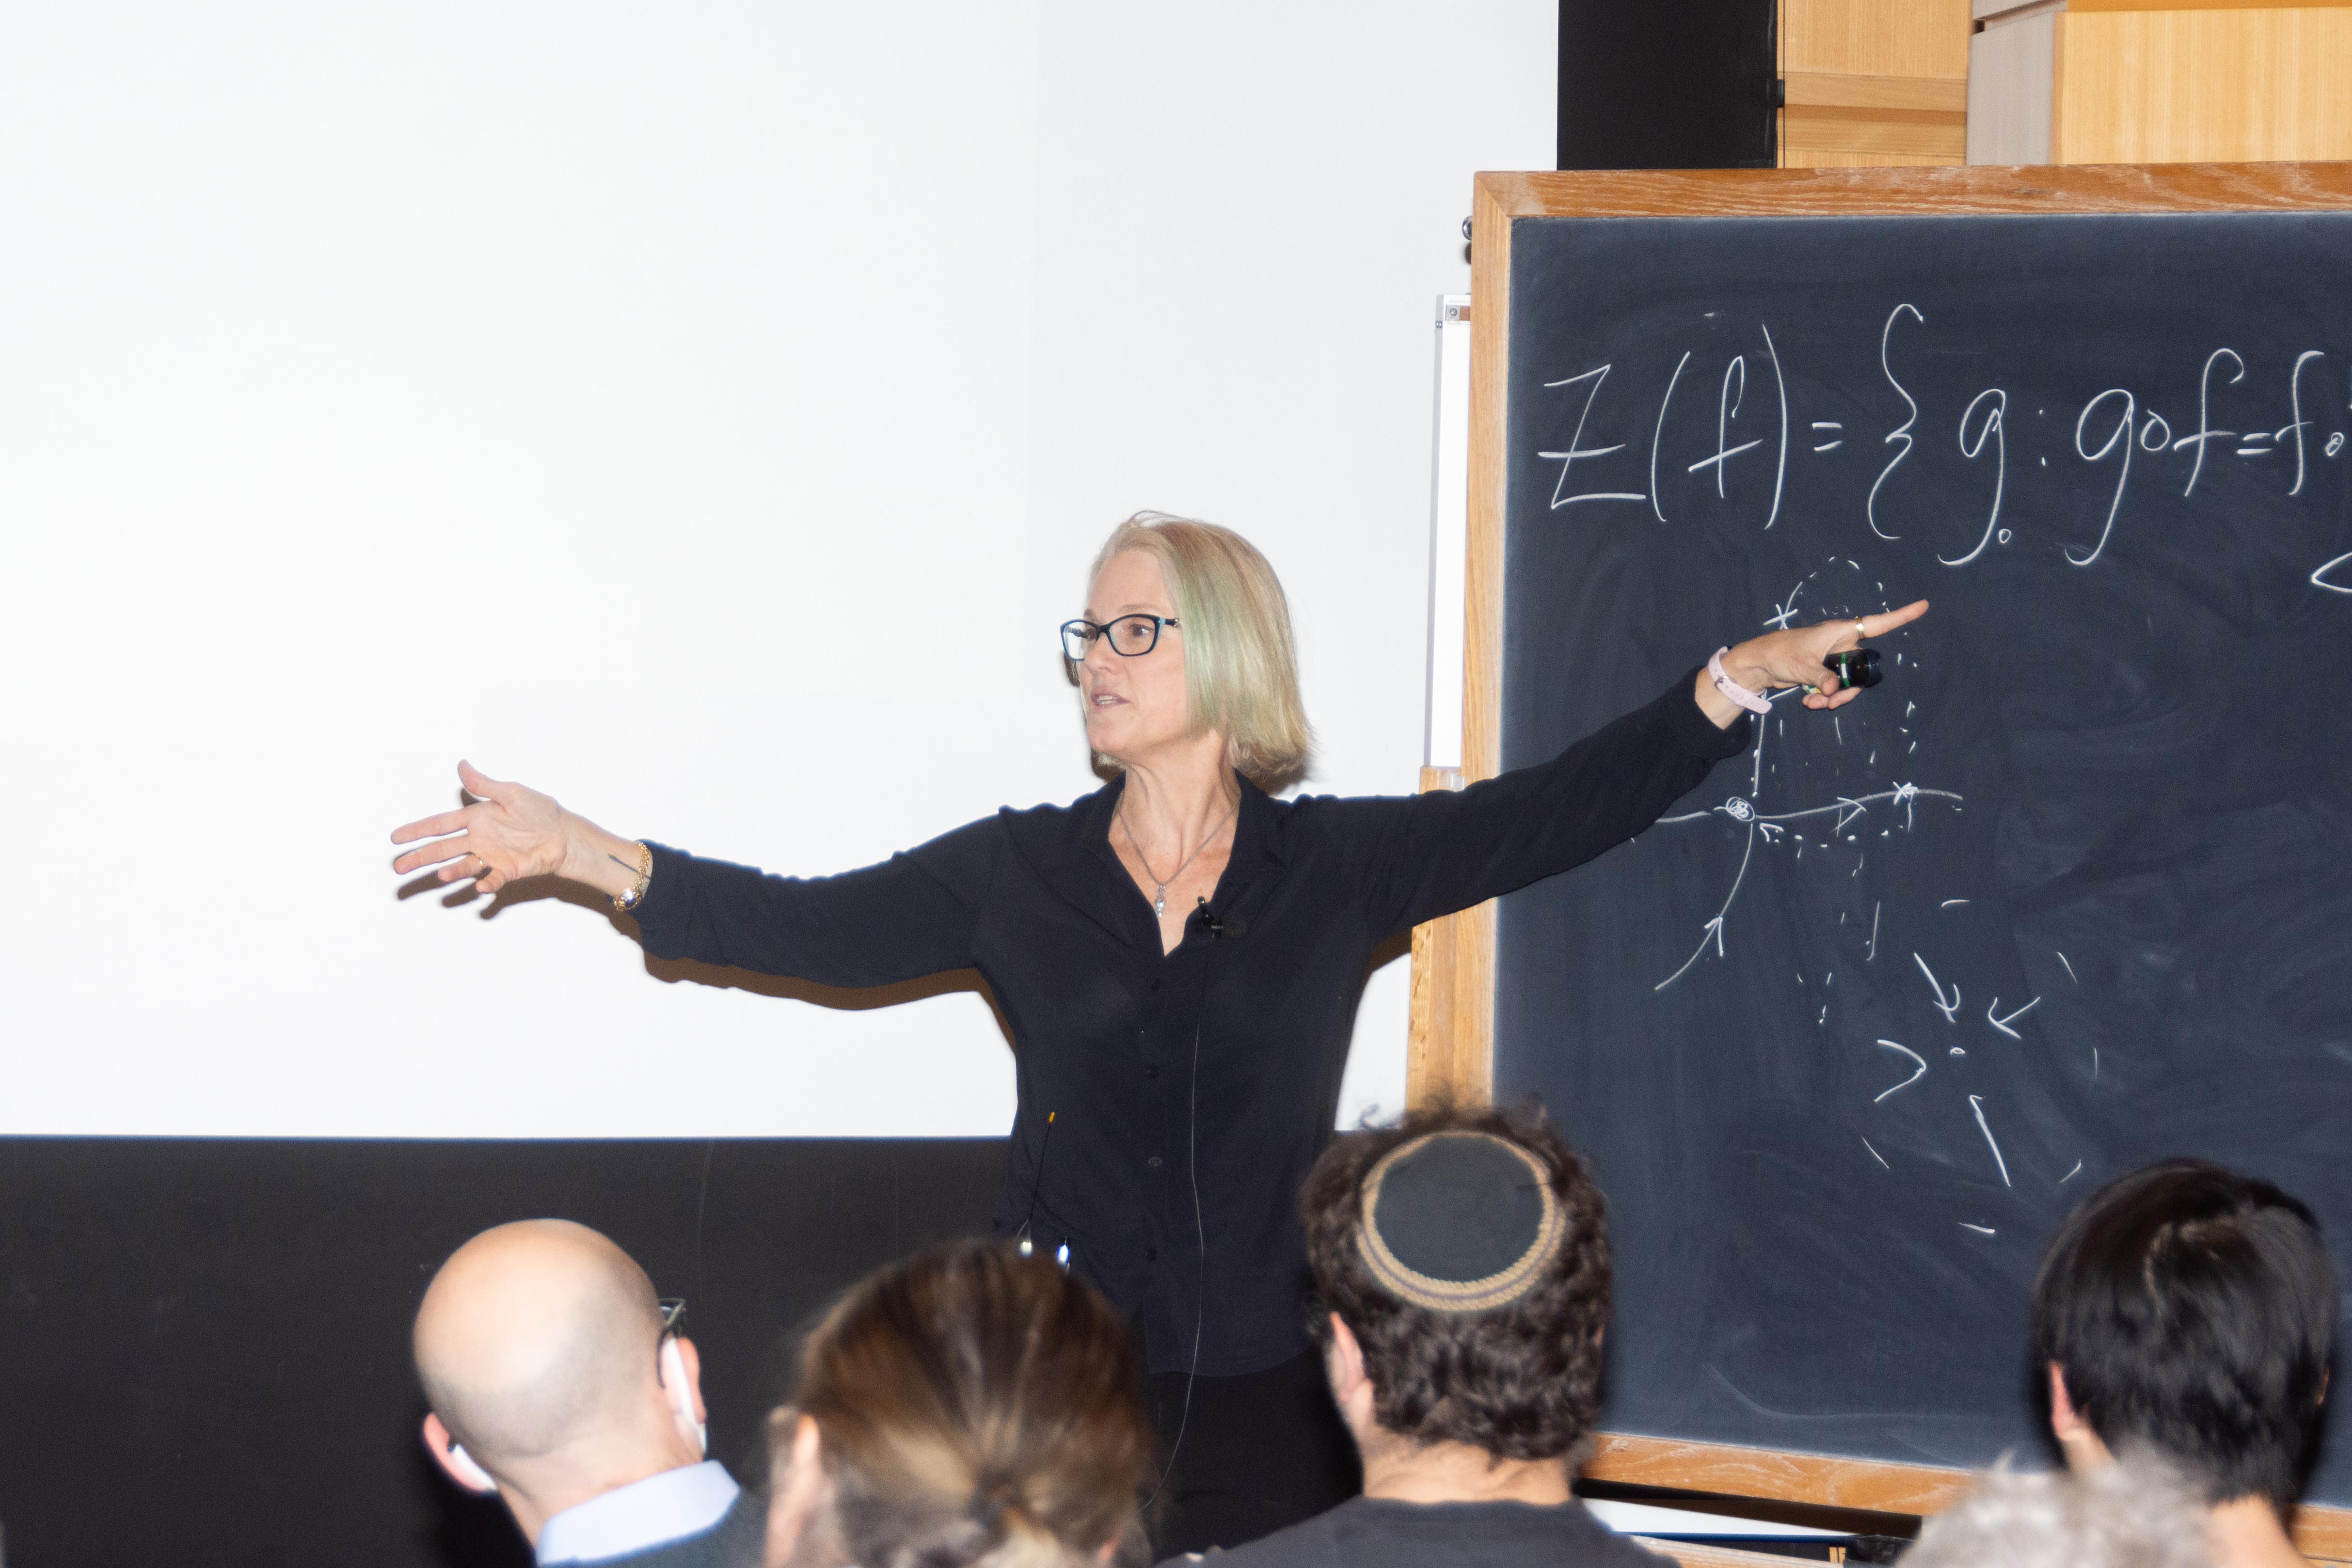 Z(f) = { g : g∘f = f∘